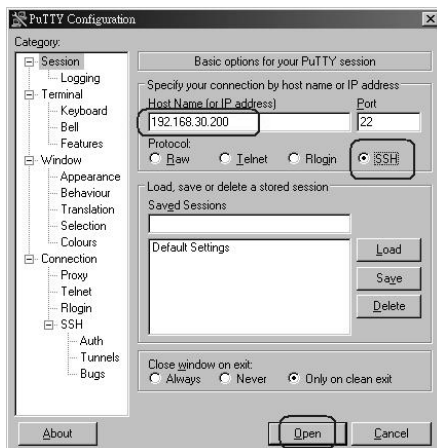 PuTTY Configuration
Category:
Session
Logging
Terminal
Keyboard
Bell
Features
Window
Appearance
Behaviour
Translation
Selection
Colours
Connection
Proxy
Telnet
Rlogin
SSH
Auth
Tunnels
Bugs
Basic options for your PuTTY session
Specify your connection by host name or IP address
Host Name (or IP address) Port
192.168.30.200 22
Protocol:
Raw Telnet Rlogin SSH
Load, save or delete a stored session
Saved Sessions
Default Settings
Load
Save
Delete
Close window on exit:
Always Never Only on clean exit
About Open Cancel